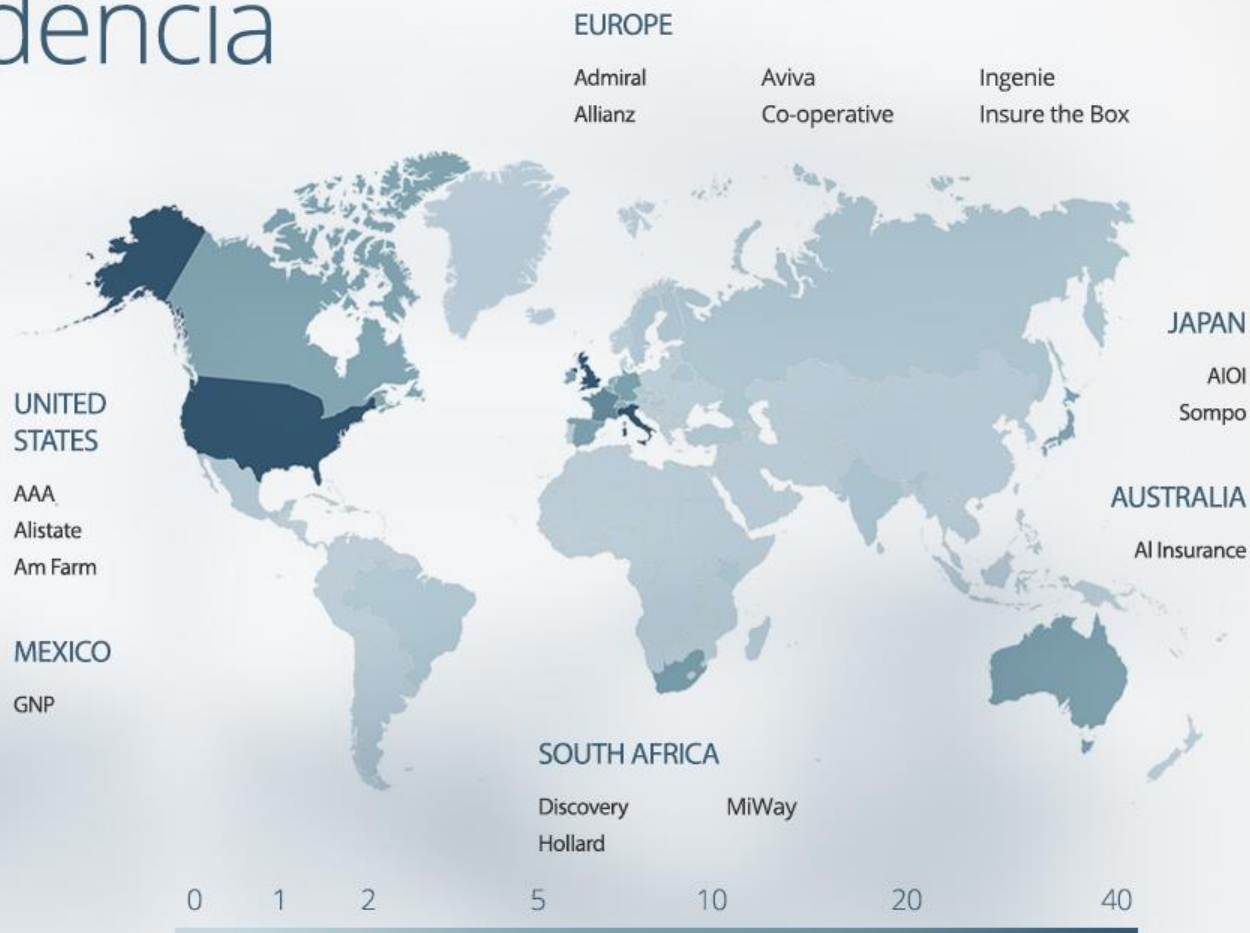 dencia
EUROPE
Admiral Aviva Ingenie
Allianz Co-operative Insure the Box
JAPAN
AIOI
Sompo
UNITED
STATES
AAA
Alistate
Am Farm
AUSTRALIA
AI Insurance
MEXICO
GNP
SOUTH AFRICA
Discovery MiWay
Hollard
0 1 2 5 10 20 40